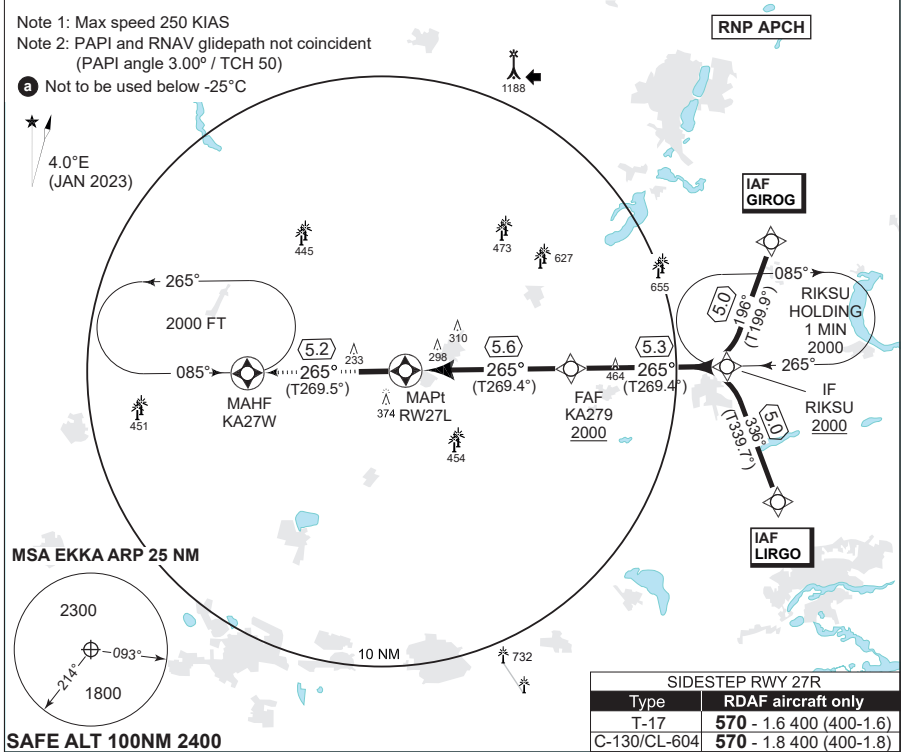 Note 1: Max speed 250 KIAS
Note 2: PAPI and RNAV glidepath not coincident
(PAPI angle 3.00º / TCH 50)
a Not to be used below -25°C
RNP APCH
1188
4.0°E
(JAN 2023)
IAF
GIROG
445
473
627
655
085°
RIKSU
HOLDING
1 MIN
2000
265°
5.0
196°
(T199.9°)
265°
2000 FT
085°
5.2
265°
(T269.5°)
233
298
310
5.6
265°
(T269.4°)
5.3
265°
(T269.4°)
464
MAHF
KA27W
374
MAPt
RW27L
FAF
KA279
2000
IF
RIKSU
2000
5.0
336°
(T339.7°)
451
454
IAF
LIRGO
MSA EKKA ARP 25 NM
2300
093°
214°
1800
10 NM
732
SAFE ALT 100NM 2400
SIDESTEP RWY 27R
Type RDAF aircraft only
T-17 570 - 1.6 400 (400-1.6)
C-130/CL-604 570 - 1.8 400 (400-1.8)